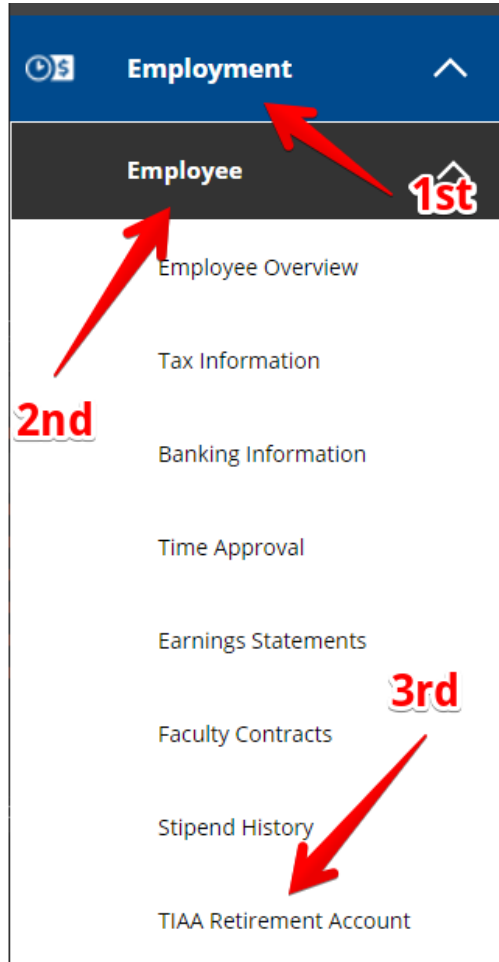 $
Employment
1st
Employee
Employee Overview
Tax Information
2nd
Banking Information
Time Approval
Earnings Statements
3rd
Faculty Contracts
Stipend History
TIAA Retirement Account